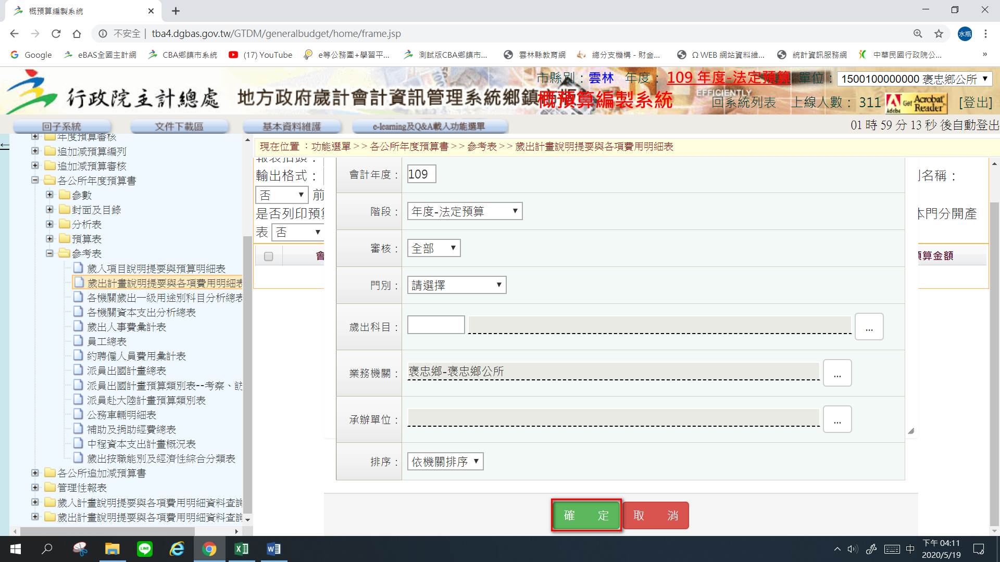 概預算編製系統
不安全 | tba4.dgbas.gov.tw/GTDM/generalbudget/home/frame.jsp
水瓶
Google
eBAS全國主計網
CBA鄉鎮市系統
(17) YouTube
e等公務園+學習平...
測試版CBA鄉鎮市...
雲林縣教育網
總分支機構 - 財金...
Ω WEB 網站資料維...
統計資訊服務網
中華民國行政院公...
»
行政院主計總處
地方政府歲計會計資訊管理系統鄉鎮
市縣別：雲林 年度： 109 年度-法定預算 單位： 1500100000000 褒忠鄉公所
概預算編製系統
EFFICIENTLY
回系統列表 上線人數： 311
Adobe Get Acrobat Reader
[登出]
回子系統
文件下載區
基本資料維護
e-learning及Q&A載入功能選單
01 時 59 分 13 秒 後自動登出
年度預算審核
追加減預算編列
追加減預算審核
各公所年度預算書
參數
封面及目錄
分析表
預算表
參考表
歲入項目說明提要與預算明細表
歲出計畫說明提要與各項費用明細表
各機關歲出一級用途別科目分析總表
各機關資本支出分析總表
歲出人事費彙計表
員工總表
約聘僱人員費用彙計表
派員出國計畫總表
派員出國計畫預算類別表--考察、訪
派員赴大陸計畫預算類別表
公務車輛明細表
補助及捐助經費總表
中程資本支出計畫概況表
歲出按職能別及經濟性綜合分類表
各公所追加減預算書
管理性報表
歲入計畫說明提要與各項費用明細資料查詢
歲出計畫說明提要與各項費用明細資料查詢
現在位置 ：功能選單>>各公所年度預算書>>參考表>>歲出計畫說明提要與各項費用明細表
報表抬頭：
輸出格式：
否
前
是否列印預算
表 否
會
名稱：
本門分開產
預算金額
會計年度： 109
階段： 年度-法定預算
審核： 全部
門別： 請選擇
歲出科目： ...
業務機關： 褒忠鄉-褒忠鄉公所 ...
承辦單位： ...
排序： 依機關排序
確 定
取 消
LINE
中
下午 04:11
2020/5/19